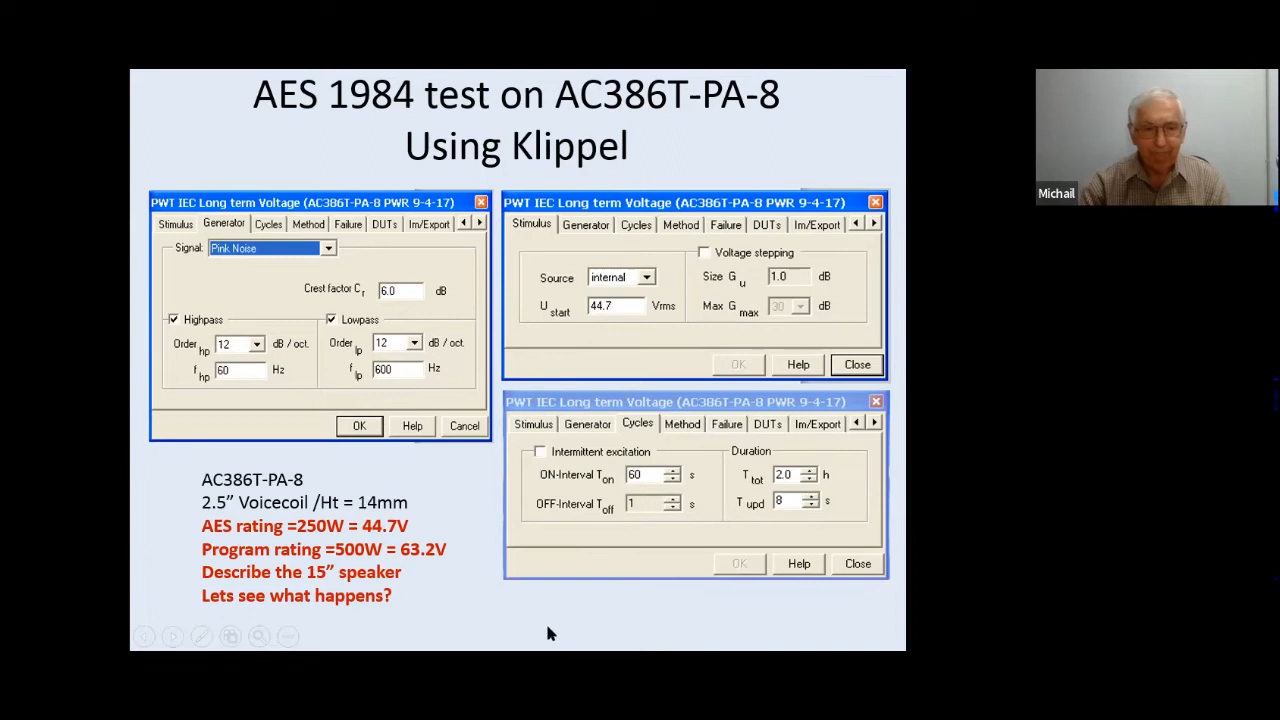 AES 1984 test on AC386T-PA-8
Using Klippel
PWT IEC Long term Voltage (AC386T-PA-8 PWR 9-4-17)
Stimulus Generator Cycles Method Failure DUTs Im/Export
Signal: Pink Noise
Crest factor C r 6.0 dB
Highpass Lowpass
Order hp 12 dB / oct. Order lp 12 dB / oct.
f hp 60 Hz f lp 600 Hz
OK Help Cancel
PWT IEC Long term Voltage (AC386T-PA-8 PWR 9-4-17)
Stimulus Generator Cycles Method Failure DUTs Im/Export
Voltage stepping
Source internal Size G u 1.0 dB
U start 44.7 Vrms Max G max 30 dB
OK Help Close
PWT IEC Long term Voltage (AC386T-PA-8 PWR 9-4-17)
Stimulus Generator Cycles Method Failure DUTs Im/Export
Intermittent excitation Duration
ON-Interval T on 60 s T tot 2.0 h
OFF-Interval T off 1 s T upd 8 s
OK Help Close
AC386T-PA-8
2.5” Voicecoil /Ht = 14mm
AES rating =250W = 44.7V
Program rating =500W = 63.2V
Describe the 15” speaker
Lets see what happens?
Michail